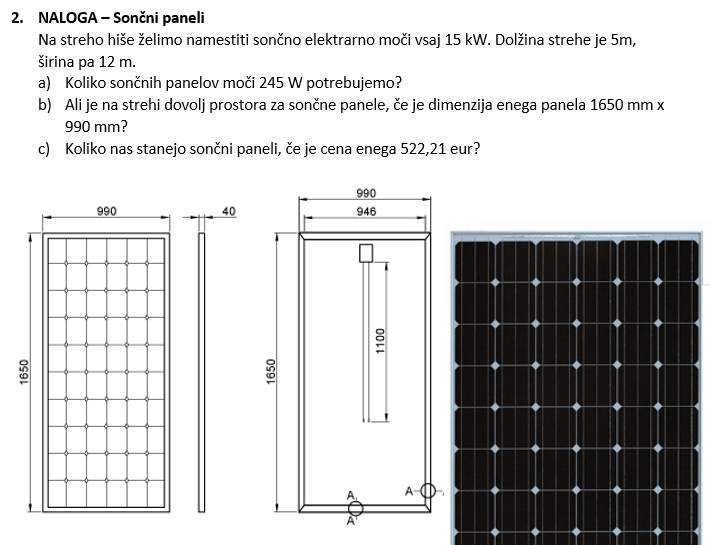 2. NALOGA – Sončni paneli
Na streho hiše želimo namestiti sončno elektrarno moči vsaj 15 kW. Dolžina strehe je 5m,
širina pa 12 m.
a) Koliko sončnih panelov moči 245 W potrebujemo?
b) Ali je na strehi dovolj prostora za sončne panele, če je dimenzija enega panela 1650 mm x
990 mm?
c) Koliko nas stanejo sončni paneli, če je cena enega 522,21 eur?
990
40
990
946
1650
1650
1100
A
A
A